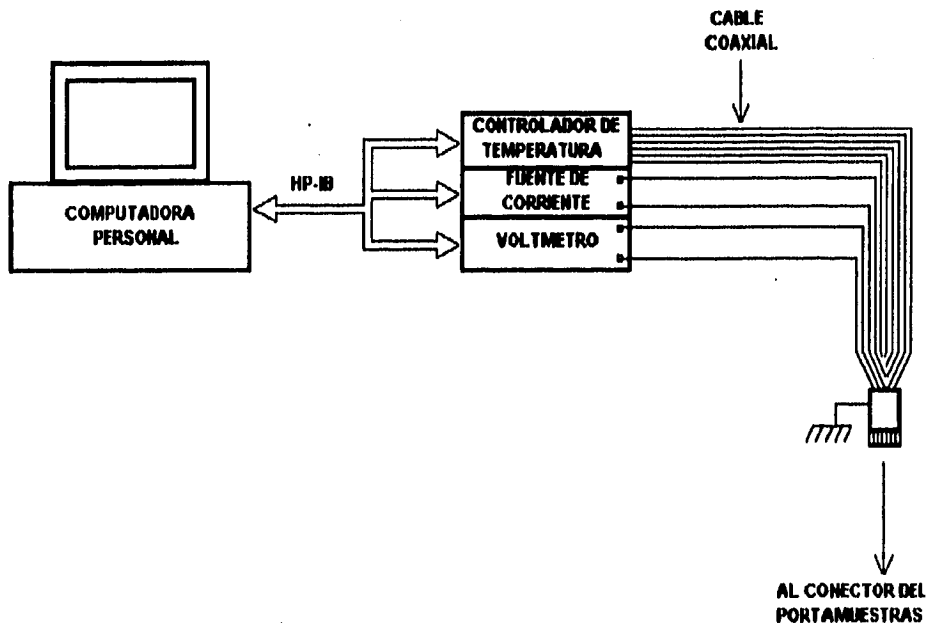 CABLE
COAXIAL
CONTROLADOR DE
TEMPERATURA
HP-IB
FUENTE DE
CORRIENTE
COMPUTADORA
PERSONAL
VOLTMETRO
AL CONECTOR DEL
PORTAMUESTRAS